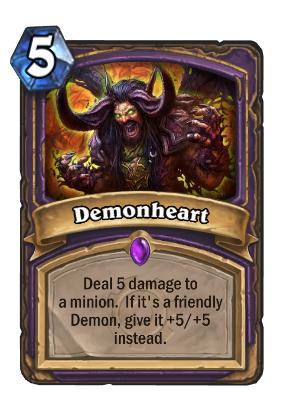 5
Demonheart
Deal 5 damage to
a minion. If it's a friendly
Demon, give it +5/+5
instead.